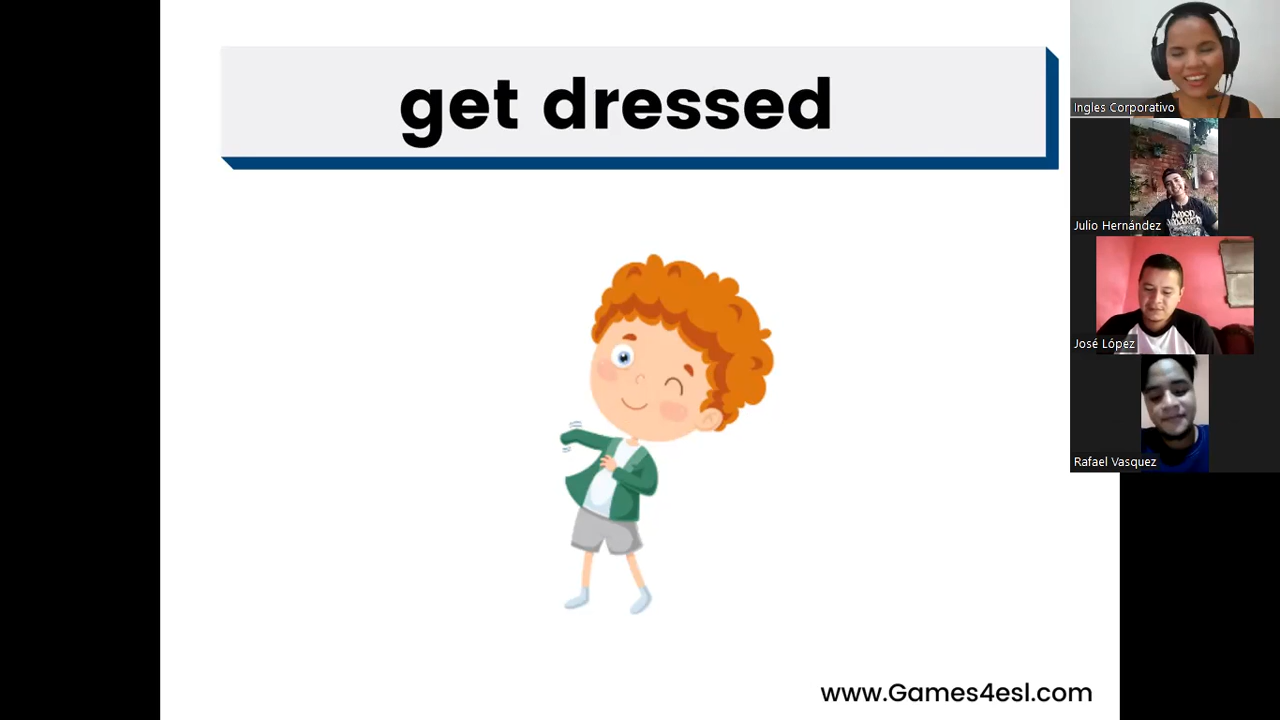 get dressed
Ingles Corporativo
Julio Hernández
José López
Rafael Vasquez
www.Games4esl.com